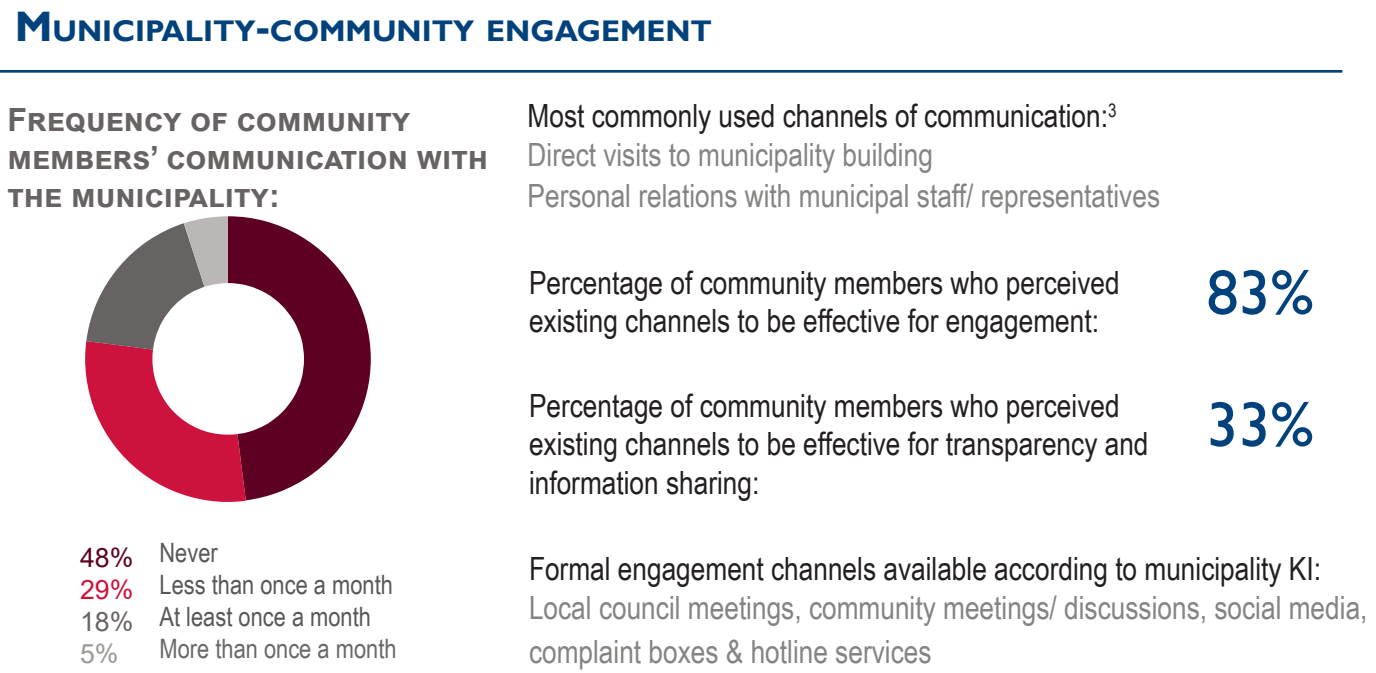 Municipality-community engagement
Frequency of community
members’ communication with
the municipality:
48% Never
29% Less than once a month
18% At least once a month
5% More than once a month
Most commonly used channels of communication:3
Direct visits to municipality building
Personal relations with municipal staff/ representatives
Percentage of community members who perceived
existing channels to be effective for engagement:
83%
Percentage of community members who perceived
existing channels to be effective for transparency and
information sharing:
33%
Formal engagement channels available according to municipality KI:
Local council meetings, community meetings/ discussions, social media,
complaint boxes & hotline services